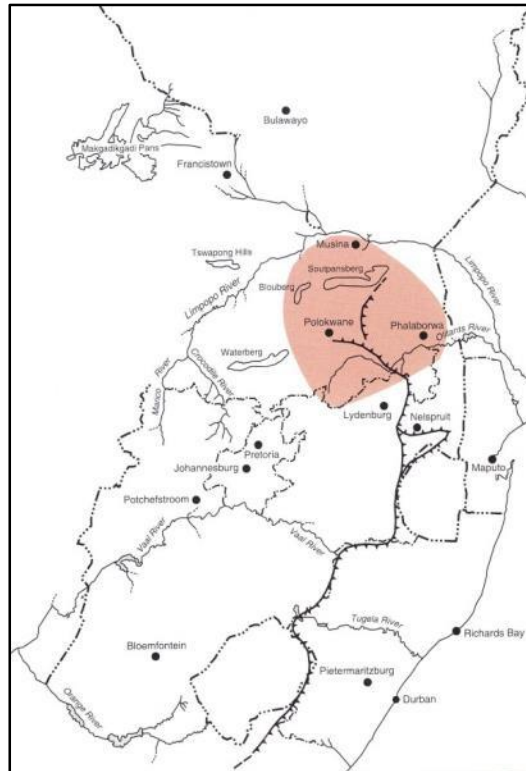 Bulawayo
Makgadikgadi Pans
Francistown
Musina
Tswapong Hills
Soutpansberg
Blouberg
Limpopo River
Limpopo River
Polokwane
Phalaborwa
Olifants River
Waterberg
Crocodile River
Marico River
Lydenburg
Nelspruit
Pretoria
Johannesburg
Maputo
Potchefstroom
Vaal River
Vaal River
Tugela River
Richards Bay
Bloemfontein
Pietermaritzburg
Orange River
Durban